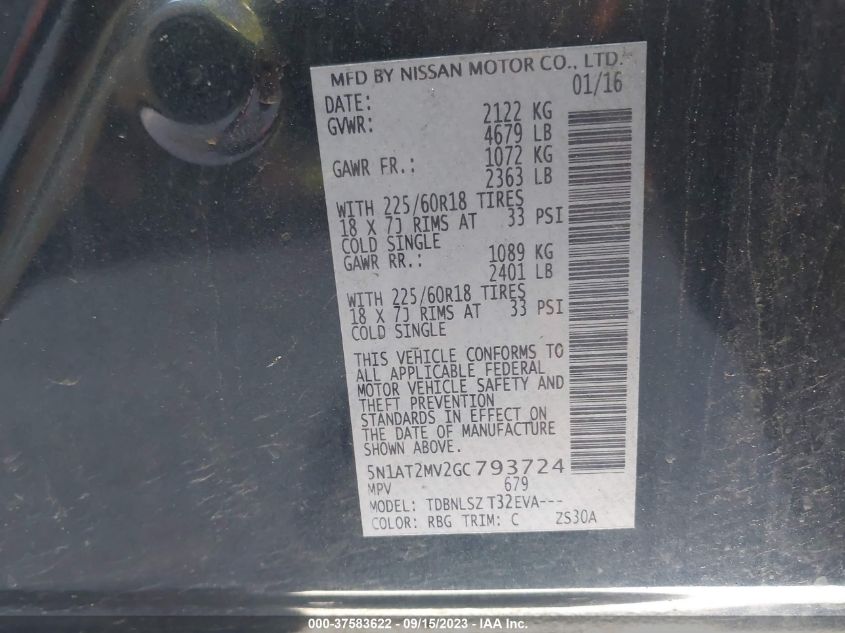 MFD BY NISSAN MOTOR CO., LTD.
DATE: 01/16
GVWR: 2122 KG
4679 LB
GAWR FR.: 1072 KG
2363 LB
WITH 225/60R18 TIRES
18 X 7J RIMS AT 33 PSI
COLD SINGLE
GAWR RR.: 1089 KG
2401 LB
WITH 225/60R18 TIRES
18 X 7J RIMS AT 33 PSI
COLD SINGLE
THIS VEHICLE CONFORMS TO
ALL APPLICABLE FEDERAL
MOTOR VEHICLE SAFETY AND
THEFT PREVENTION
STANDARDS IN EFFECT ON
THE DATE OF MANUFACTURE
SHOWN ABOVE.
5N1AT2MV2GC793724
MPV 679
MODEL: TDBNLSZ T32EVA---
COLOR: RBG TRIM: C ZS30A
000-37583622 - 09/15/2023 - IAA Inc.